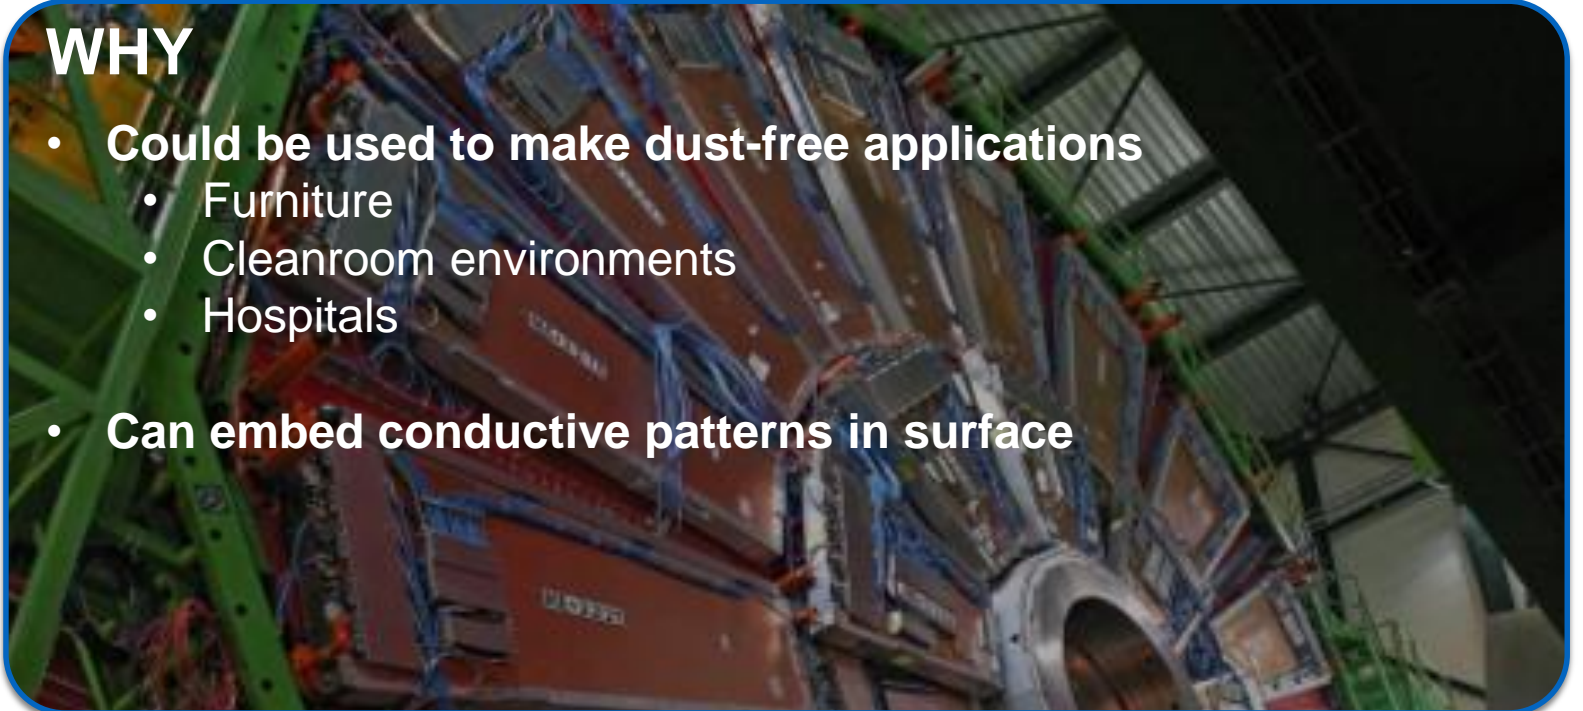 WHY
• Could be used to make dust-free applications
• Furniture
• Cleanroom environments
• Hospitals
• Can embed conductive patterns in surface